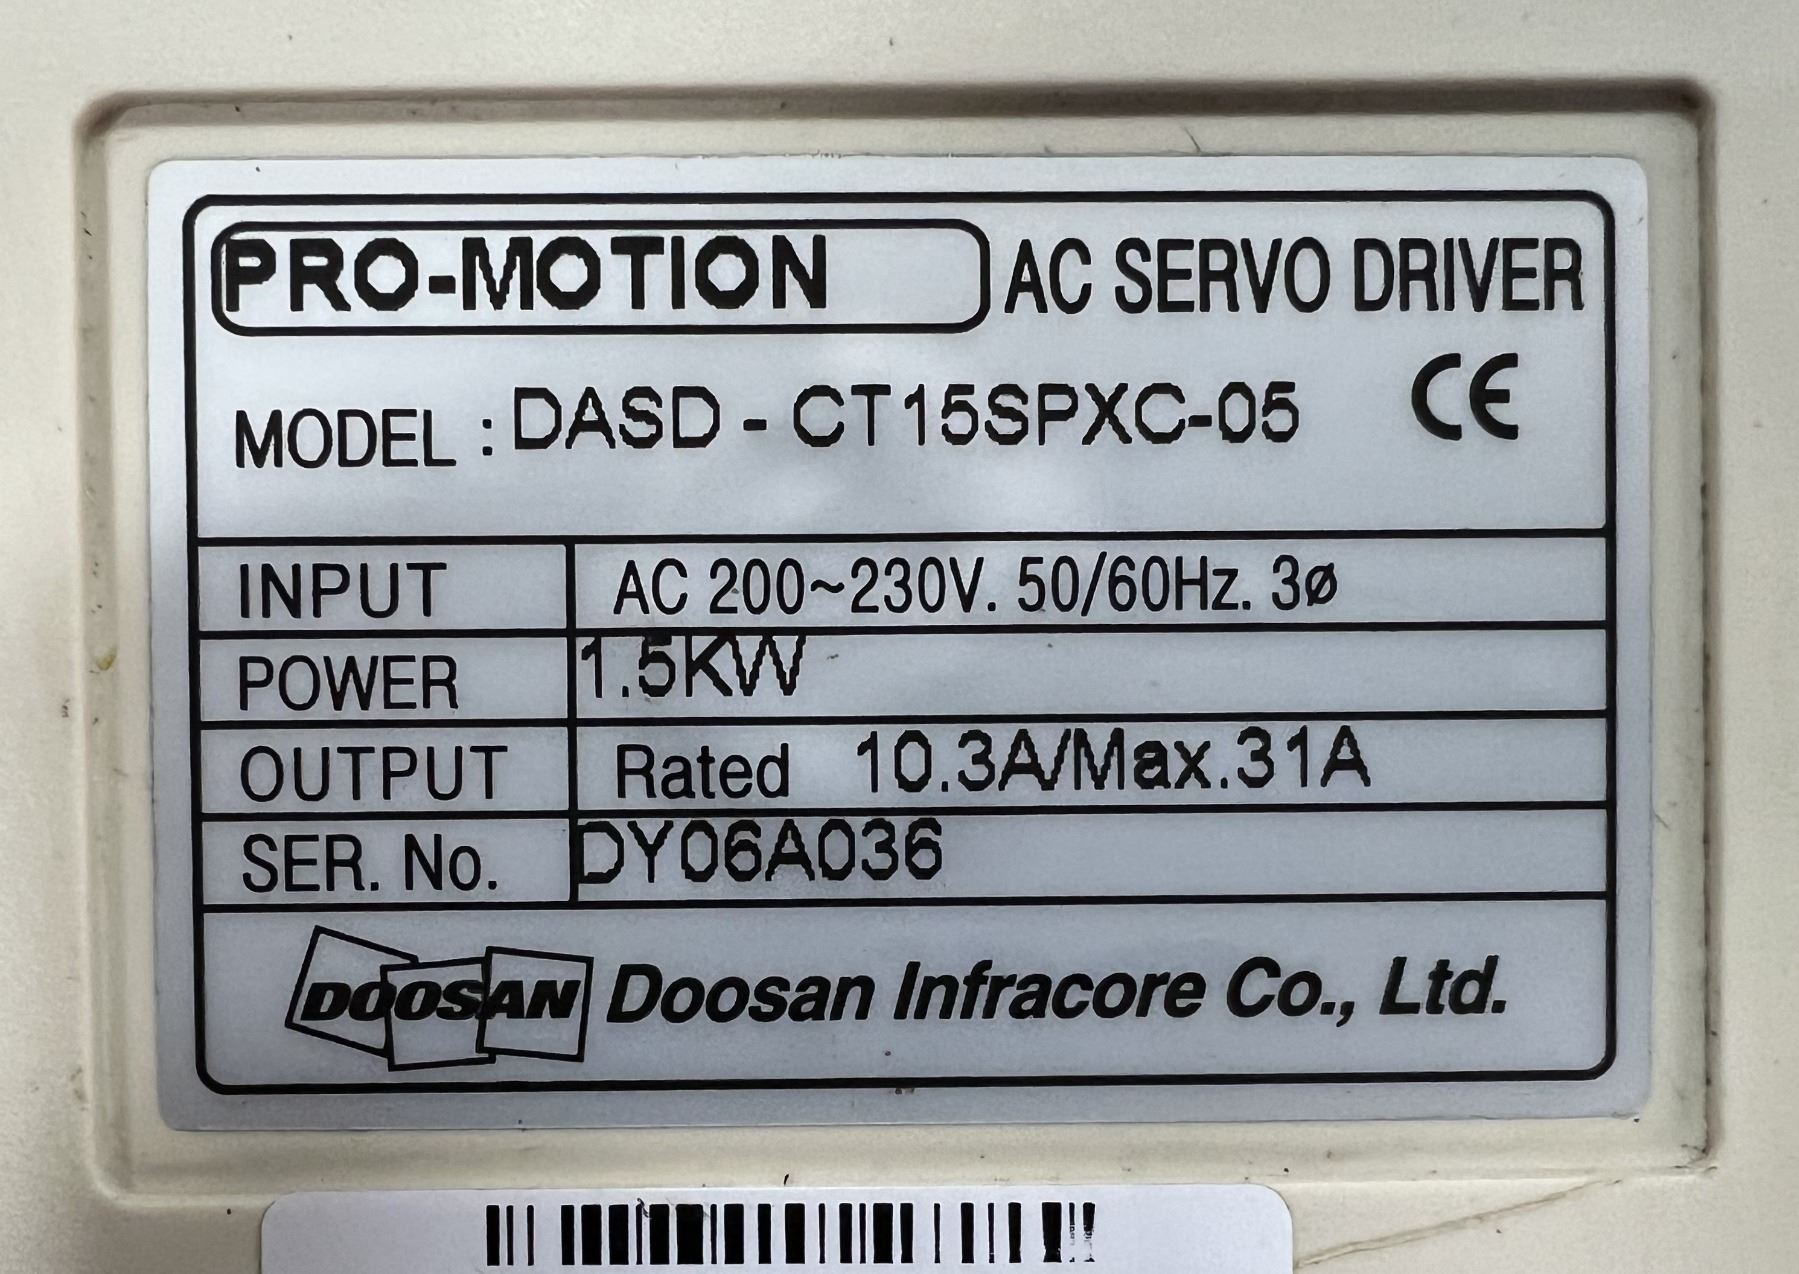 PRO-MOTION AC SERVO DRIVER
MODEL : DASD - CT15SPXC-05 CE
INPUT AC 200~230V. 50/60Hz. 3ø
POWER 1.5KW
OUTPUT Rated 10.3A/Max.31A
SER. No. DY06A036
DOOSAN Doosan Infracore Co., Ltd.